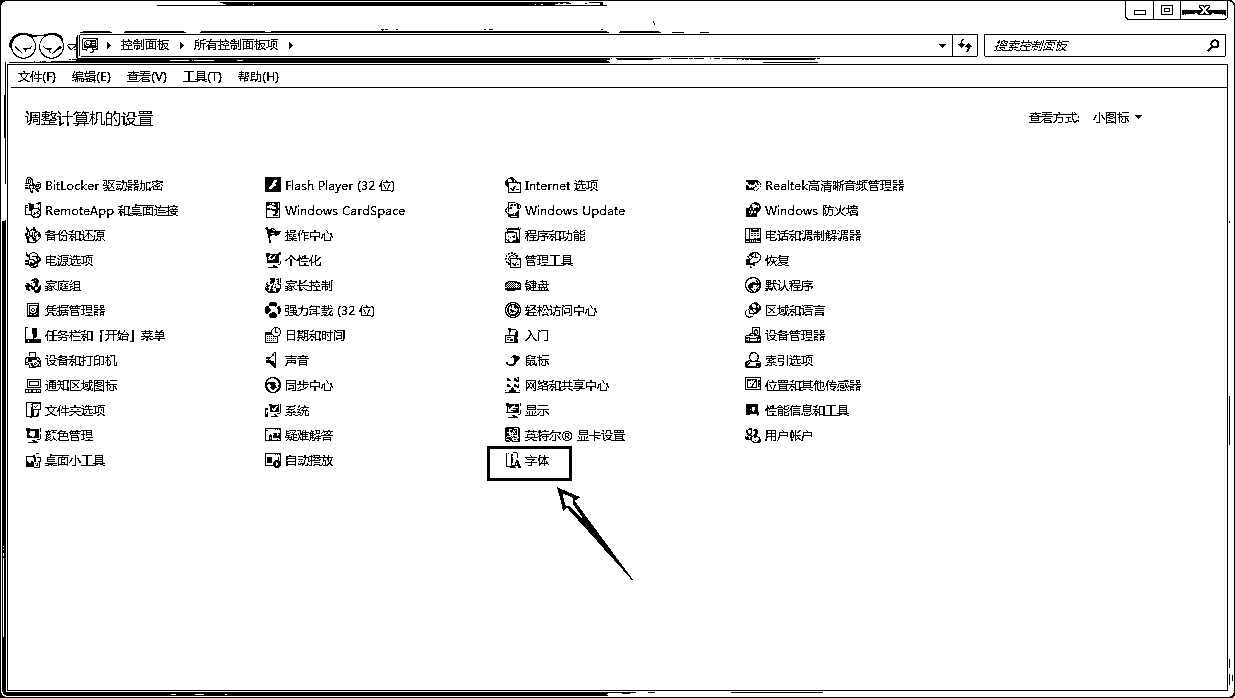 控制面板 ▸ 所有控制面板项 ▸
搜索控制面板
文件(F) 编辑(E) 查看(V) 工具(T) 帮助(H)
调整计算机的设置
查看方式: 小图标
BitLocker 驱动器加密 Flash Player (32 位) Internet 选项 Realtek高清晰音频管理器
RemoteApp 和桌面连接 Windows CardSpace Windows Update Windows 防火墙
备份和还原 操作中心 程序和功能 电话和调制解调器
电源选项 个性化 管理工具 恢复
家庭组 家长控制 键盘 默认程序
凭据管理器 强力卸载 (32 位) 轻松访问中心 区域和语言
任务栏和「开始」菜单 日期和时间 入门 设备管理器
设备和打印机 声音 鼠标 索引选项
通知区域图标 同步中心 网络和共享中心 位置和其他传感器
文件夹选项 系统 显示 性能信息和工具
颜色管理 疑难解答 英特尔® 显卡设置 用户帐户
桌面小工具 自动播放 字体